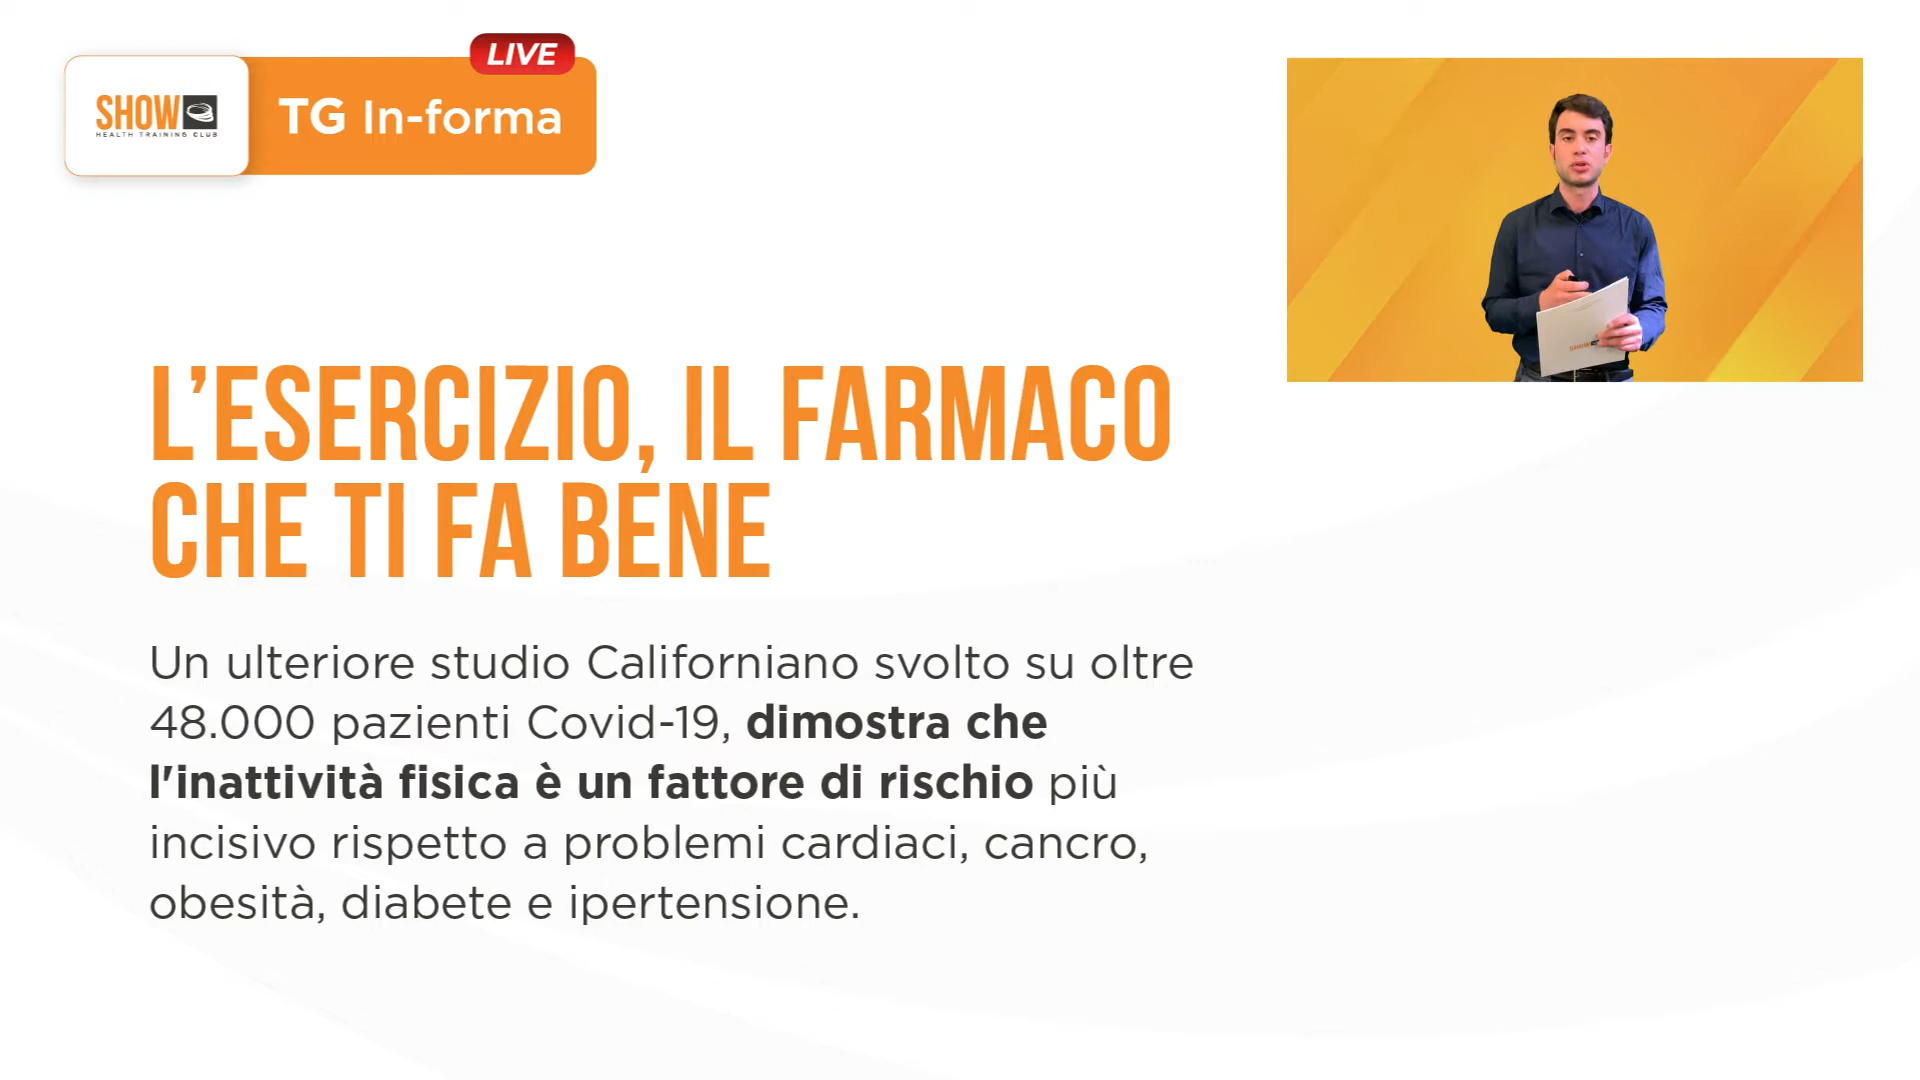 SHOW
HEALTH TRAINING CLUB
LIVE
TG In-forma
L’ESERCIZIO, IL FARMACO
CHE TI FA BENE
Un ulteriore studio Californiano svolto su oltre
48.000 pazienti Covid-19, dimostra che
l'inattività fisica è un fattore di rischio più
incisivo rispetto a problemi cardiaci, cancro,
obesità, diabete e ipertensione.
SHOW